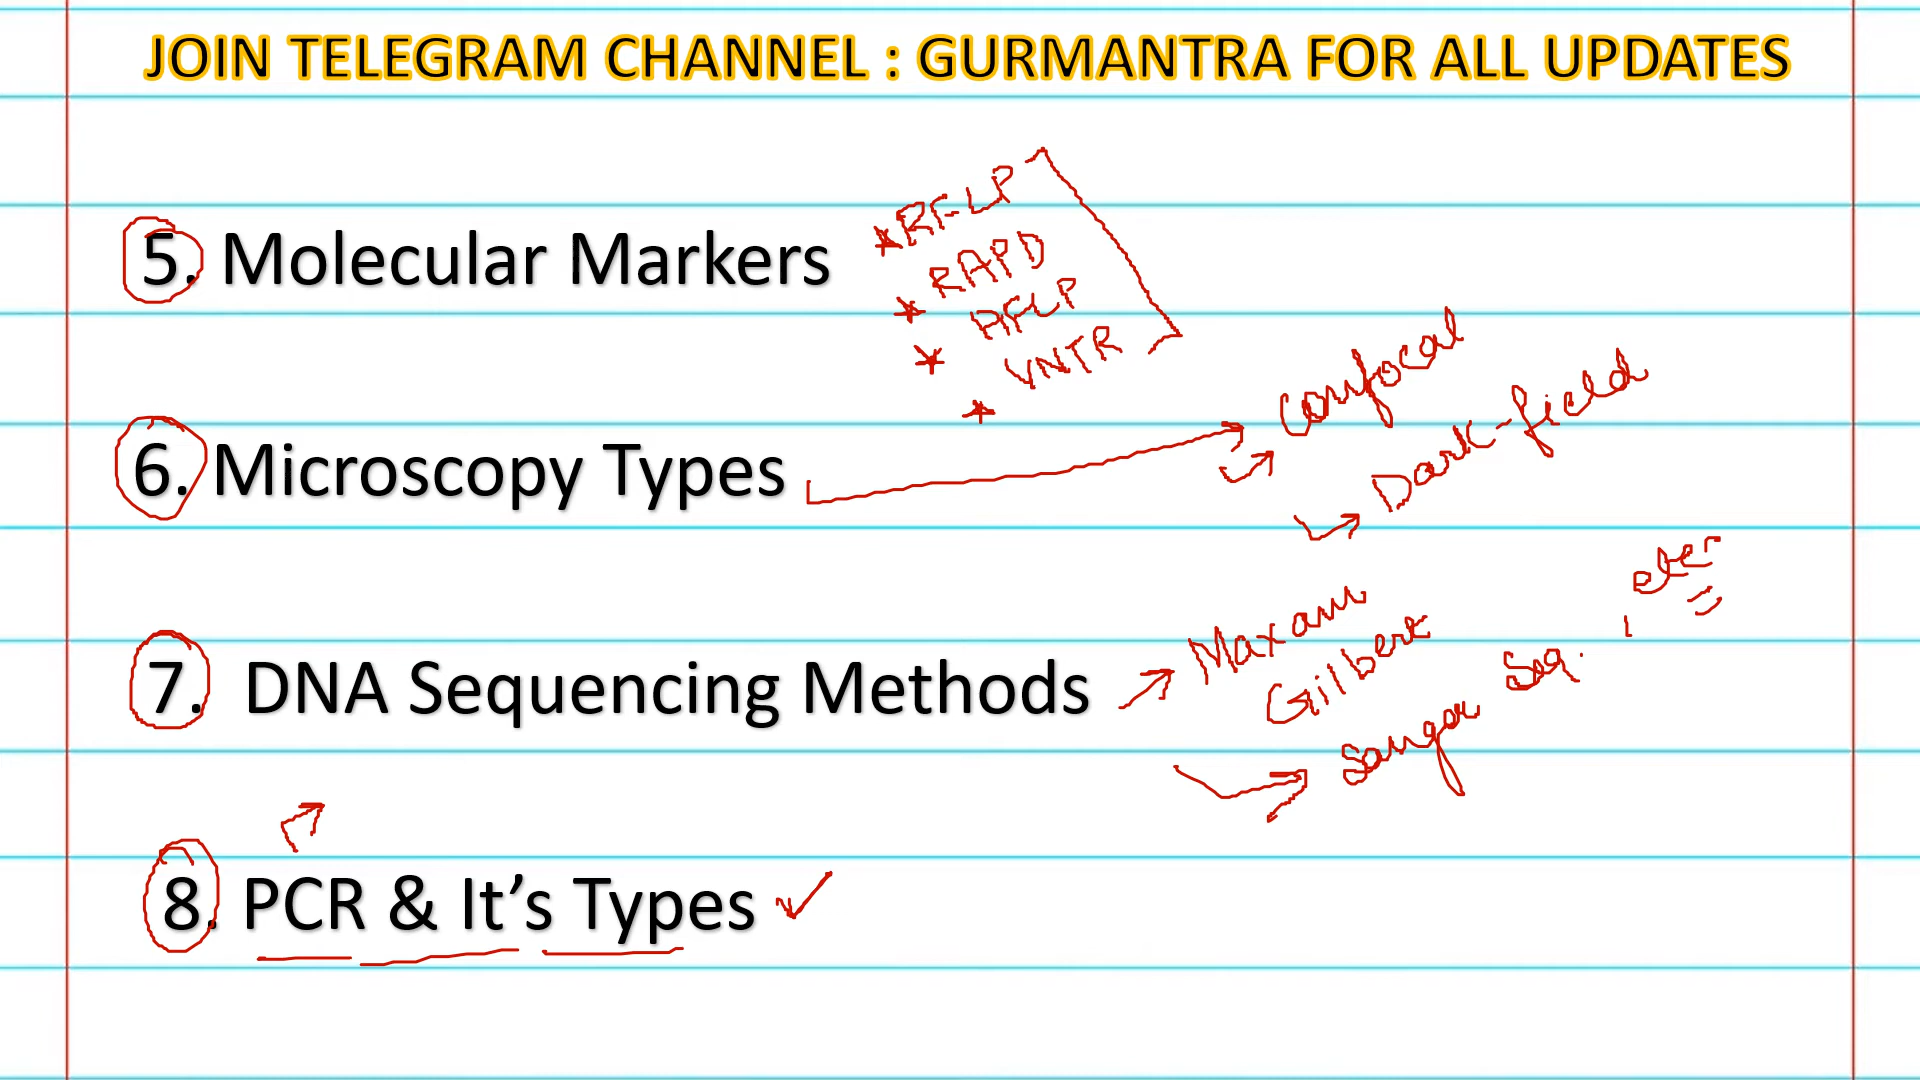 JOIN TELEGRAM CHANNEL : GURMANTRA FOR ALL UPDATES
5. Molecular Markers
RFLP
RAPD
AFLP
VNTR
6. Microscopy Types
Confocal
Dark-field
7. DNA Sequencing Methods
Maxam
Gilbert
Sanger Seq.
8. PCR & It's Types